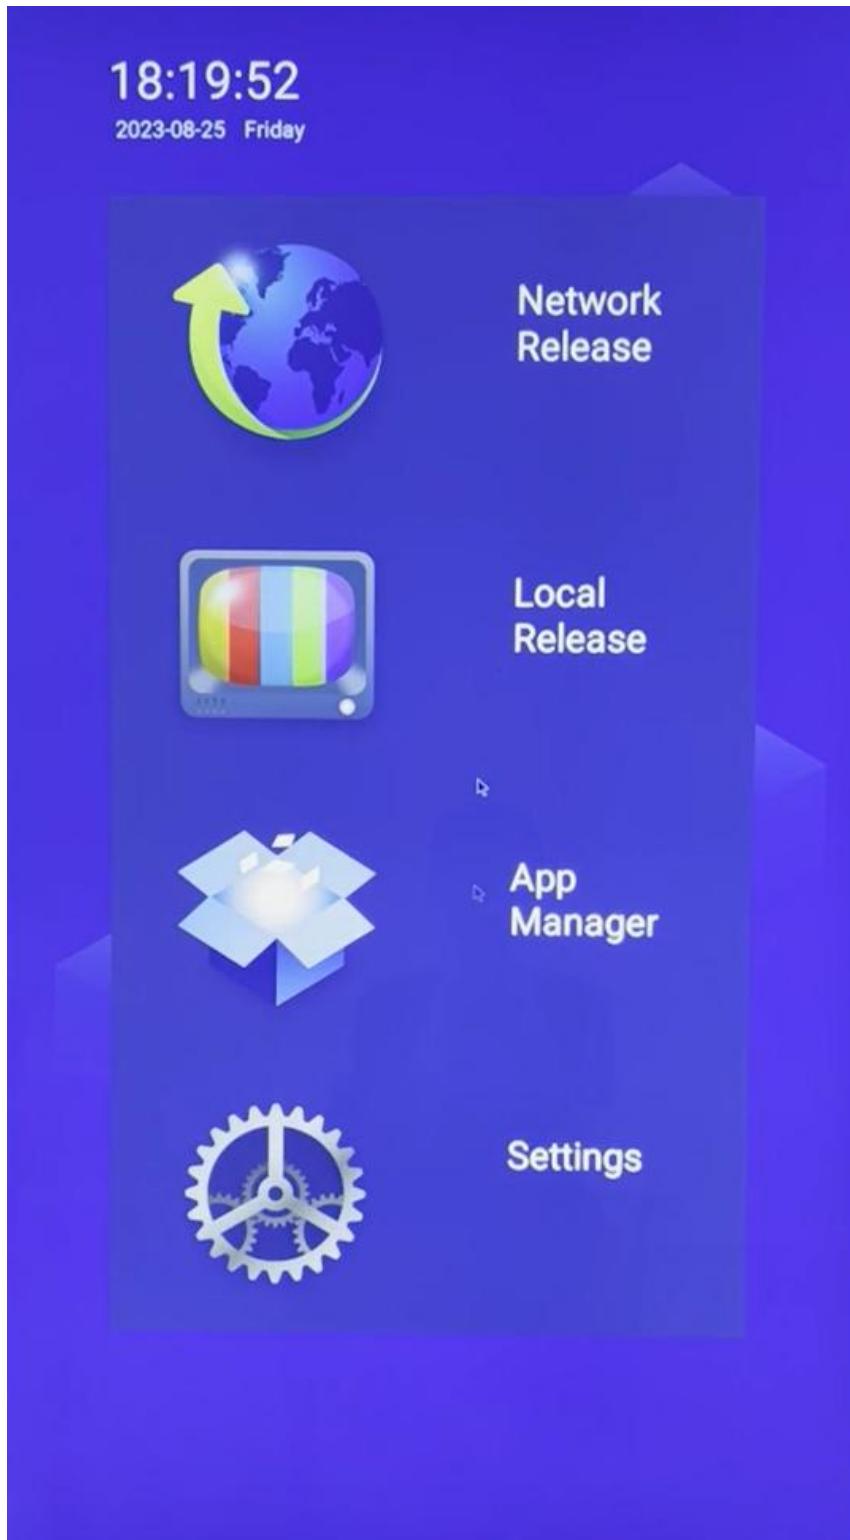 18:19:52
2023-08-25 Friday
Network
Release
Local
Release
App
Manager
Settings